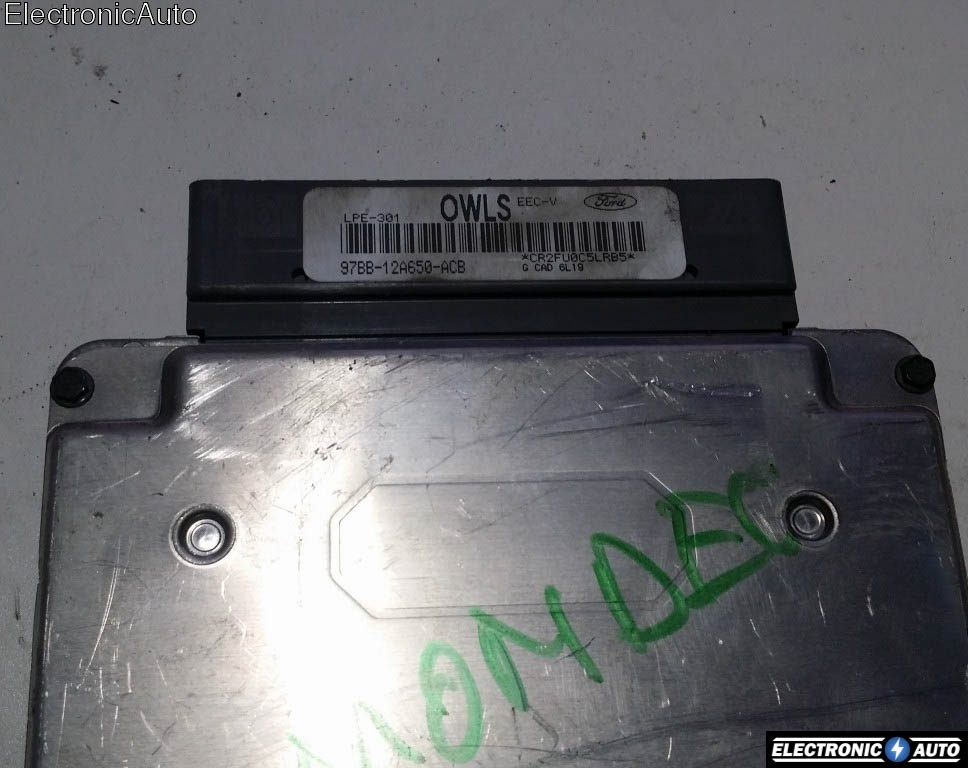 ElectronicAuto
LPE-301
OWLS
EEC-V
Ford
*CR2FU0C5LRB5*
97BB-12A650-ACB
G CAD 6L19
MONDEO
ELECTRONIC AUTO